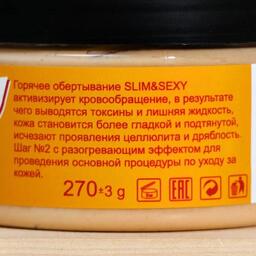 Горячее обертывание SLIM&SEXY
активизирует кровообращение, в результате
чего выводятся токсины и лишняя жидкость,
кожа становится более гладкой и подтянутой,
исчезают проявления целлюлита и дряблость.
Шаг №2 с разогревающим эффектом для
проведения основной процедуры по уходу за
кожей.
270±3 g
EAC